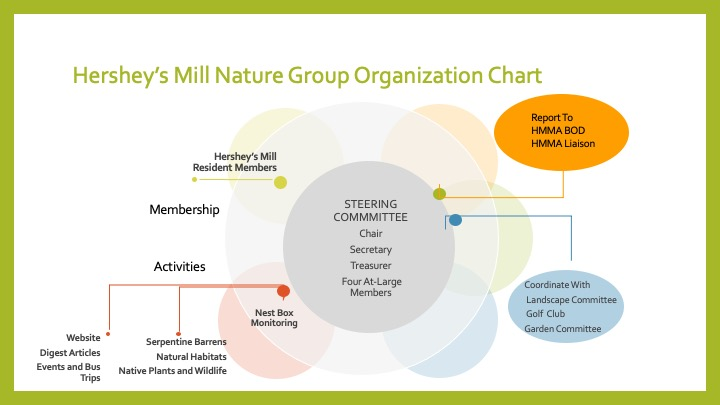 Hershey's Mill Nature Group Organization Chart
Report To
HMMA BOD
HMMA Liaison
Hershey's Mill
Resident Members
Membership
STEERING
COMMMITTEE
Chair
Secretary
Treasurer
Four At-Large
Members
Activities
Coordinate With
Landscape Committee
Golf Club
Garden Committee
Nest Box
Monitoring
Website
Digest Articles
Events and Bus
Trips
Serpentine Barrens
Natural Habitats
Native Plants and Wildlife